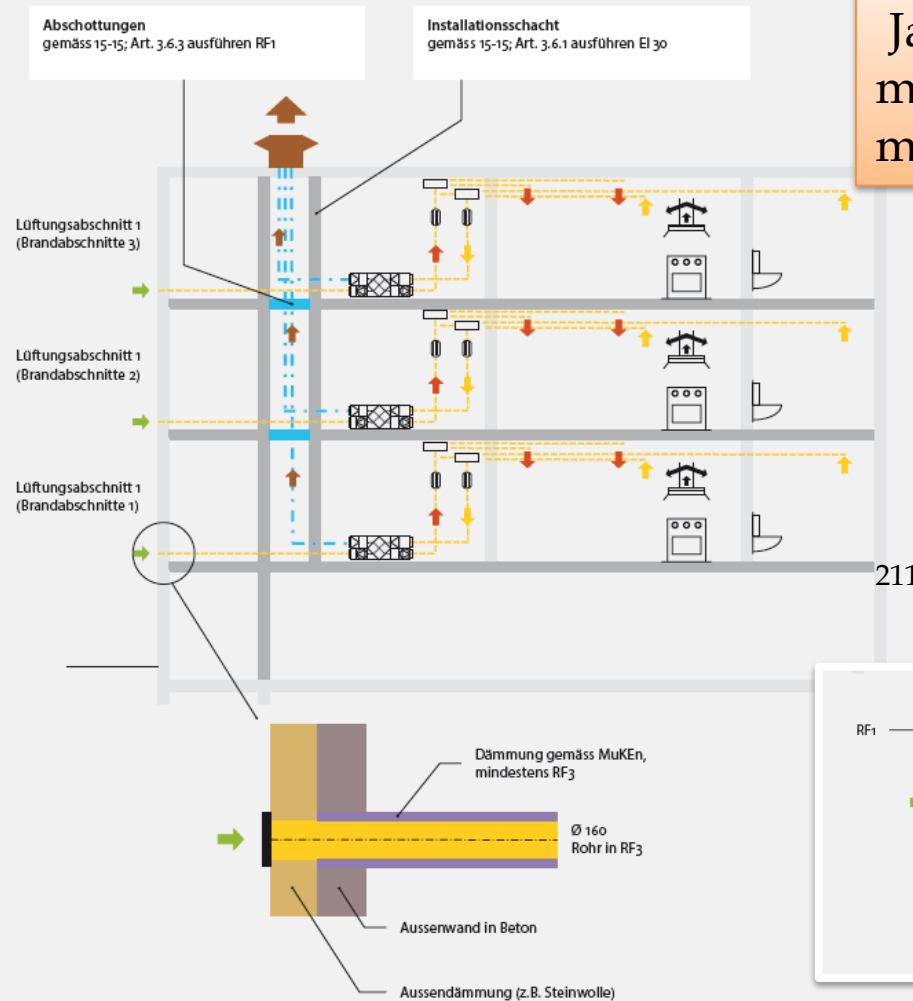 Abschottungen
gemäss 15-15; Art. 3.6.3 ausführen RF1
Installationsschacht
gemäss 15-15; Art. 3.6.1 ausführen EI 30
Ja
m
m
Lüftungsabschnitt 1
(Brandabschnitte 3)
Lüftungsabschnitt 1
(Brandabschnitte 2)
Lüftungsabschnitt 1
(Brandabschnitte 1)
211
RF1
Dämmung gemäss MuKEn,
mindestens RF3
Ø 160
Rohr in RF3
Aussenwand in Beton
Aussendämmung (z.B. Steinwolle)